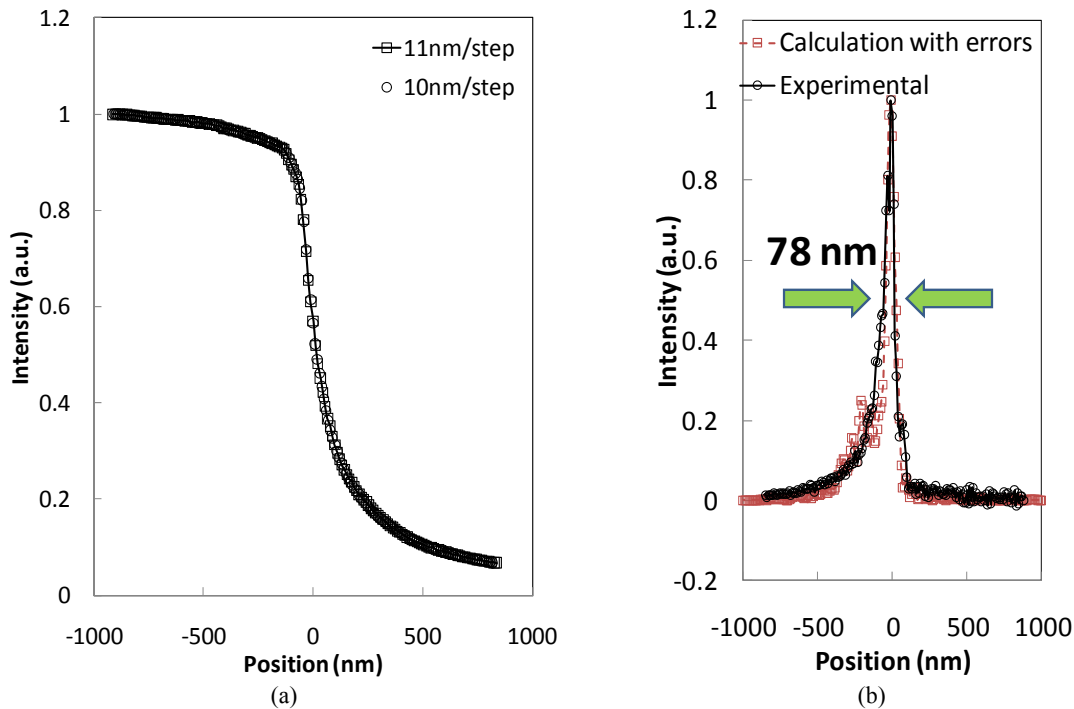 1.2
1
0.8
0.6
0.4
0.2
0
-1000
-500
0
500
1000
Intensity (a.u.)
Position (nm)
11nm/step
10nm/step
(a)
1.2
1
0.8
0.6
0.4
0.2
0
-0.2
-1000
-500
0
500
1000
Intensity (a.u.)
Position (nm)
Calculation with errors
Experimental
78 nm
(b)